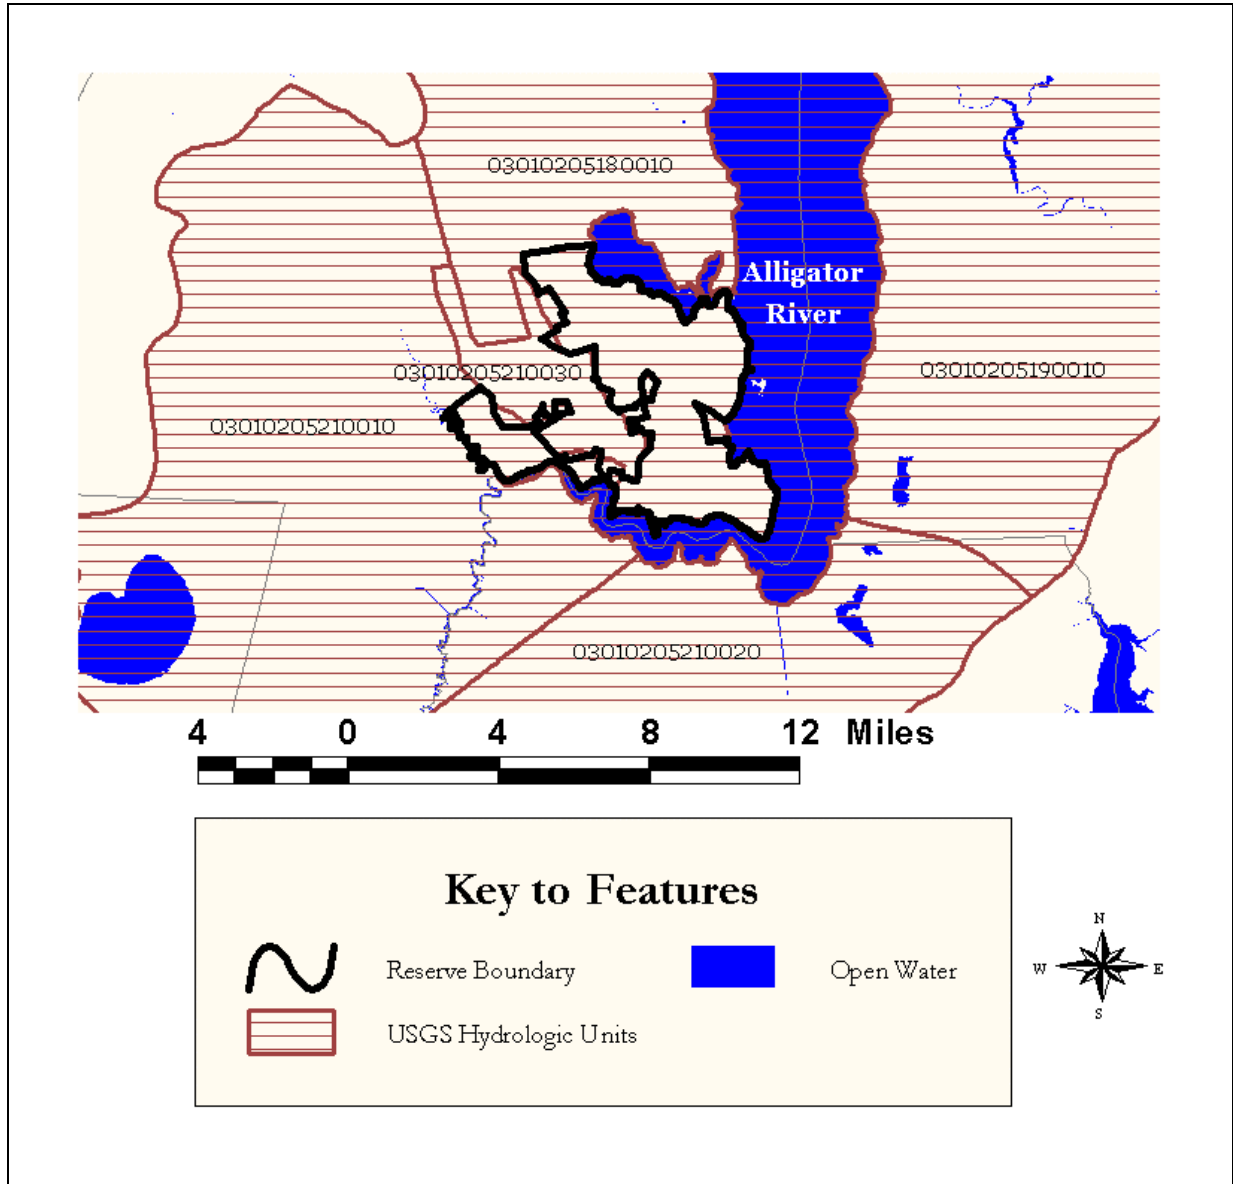 03010205180010
Alligator
River
03010205190010
03010205210030
03010205210010
03010205210020
4 0 4 8 12 Miles
Key to Features
Reserve Boundary
Open Water
USGS Hydrologic Units
N
W E
S